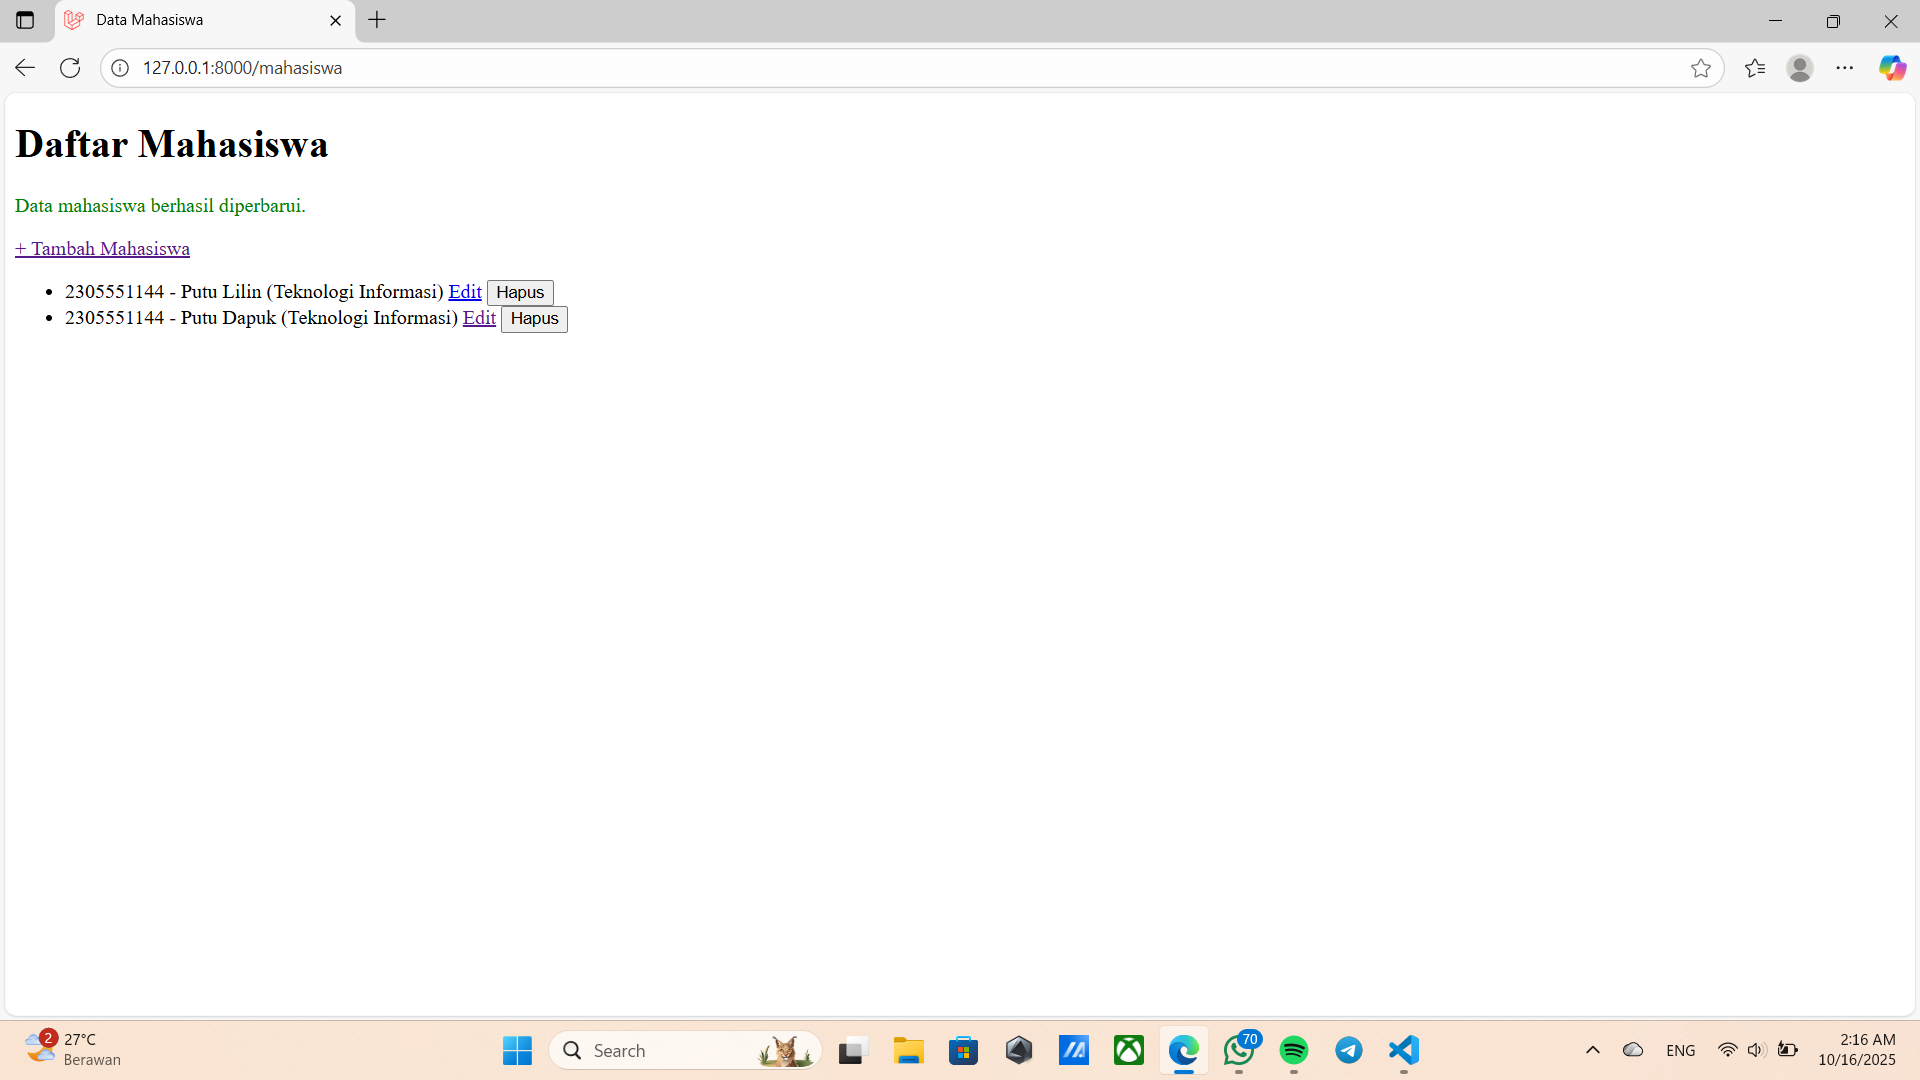 Data Mahasiswa
127.0.0.1:8000/mahasiswa
Daftar Mahasiswa
Data mahasiswa berhasil diperbarui.
+ Tambah Mahasiswa
2305551144 - Putu Lilin (Teknologi Informasi) Edit Hapus
2305551144 - Putu Dapuk (Teknologi Informasi) Edit Hapus
2
27°C
Berawan
Search
70
ENG
2:16 AM
10/16/2025